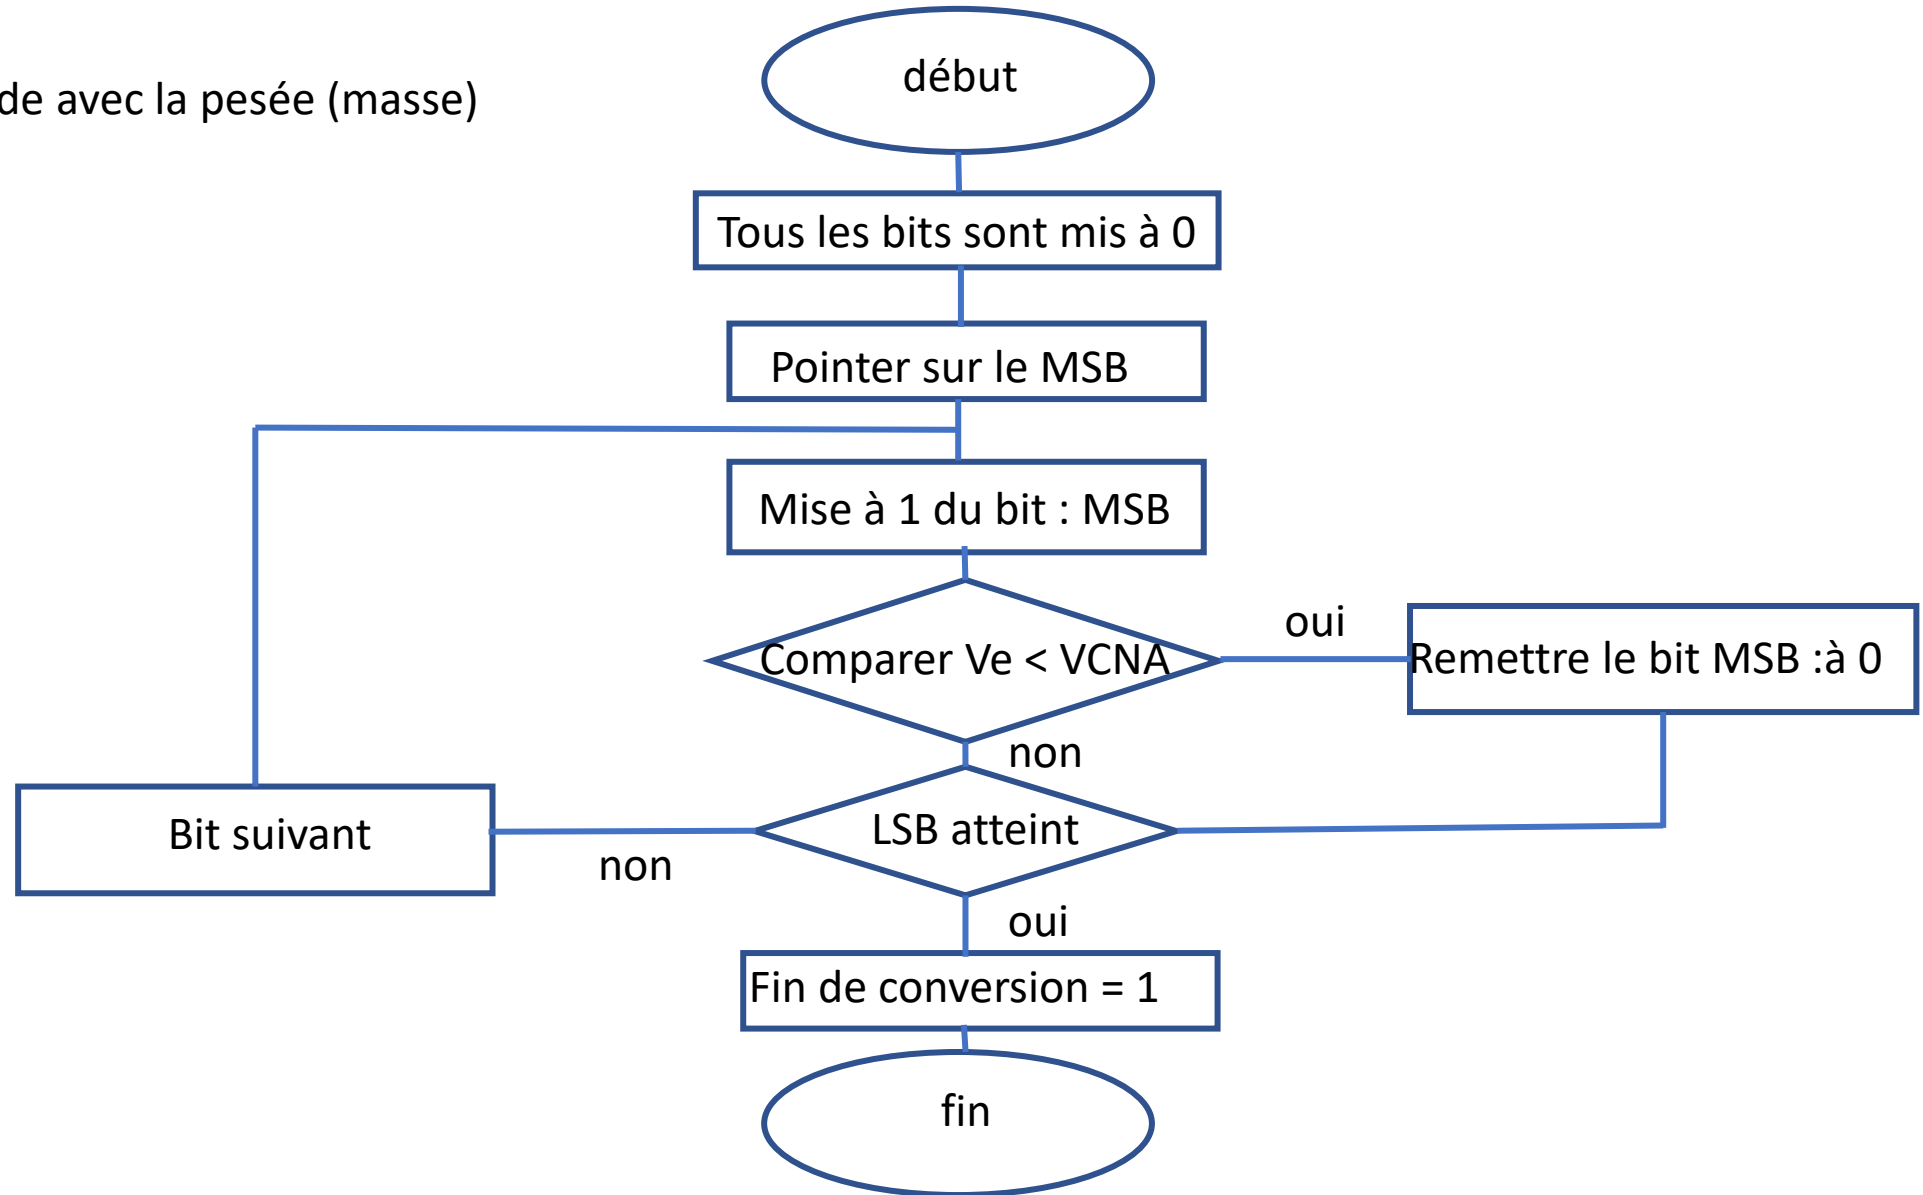 début
de avec la pesée (masse)
Tous les bits sont mis à 0
Pointer sur le MSB
Mise à 1 du bit : MSB
oui
Comparer Ve < VCNA
Remettre le bit MSB :à 0
non
Bit suivant
LSB atteint
non
oui
Fin de conversion = 1
fin